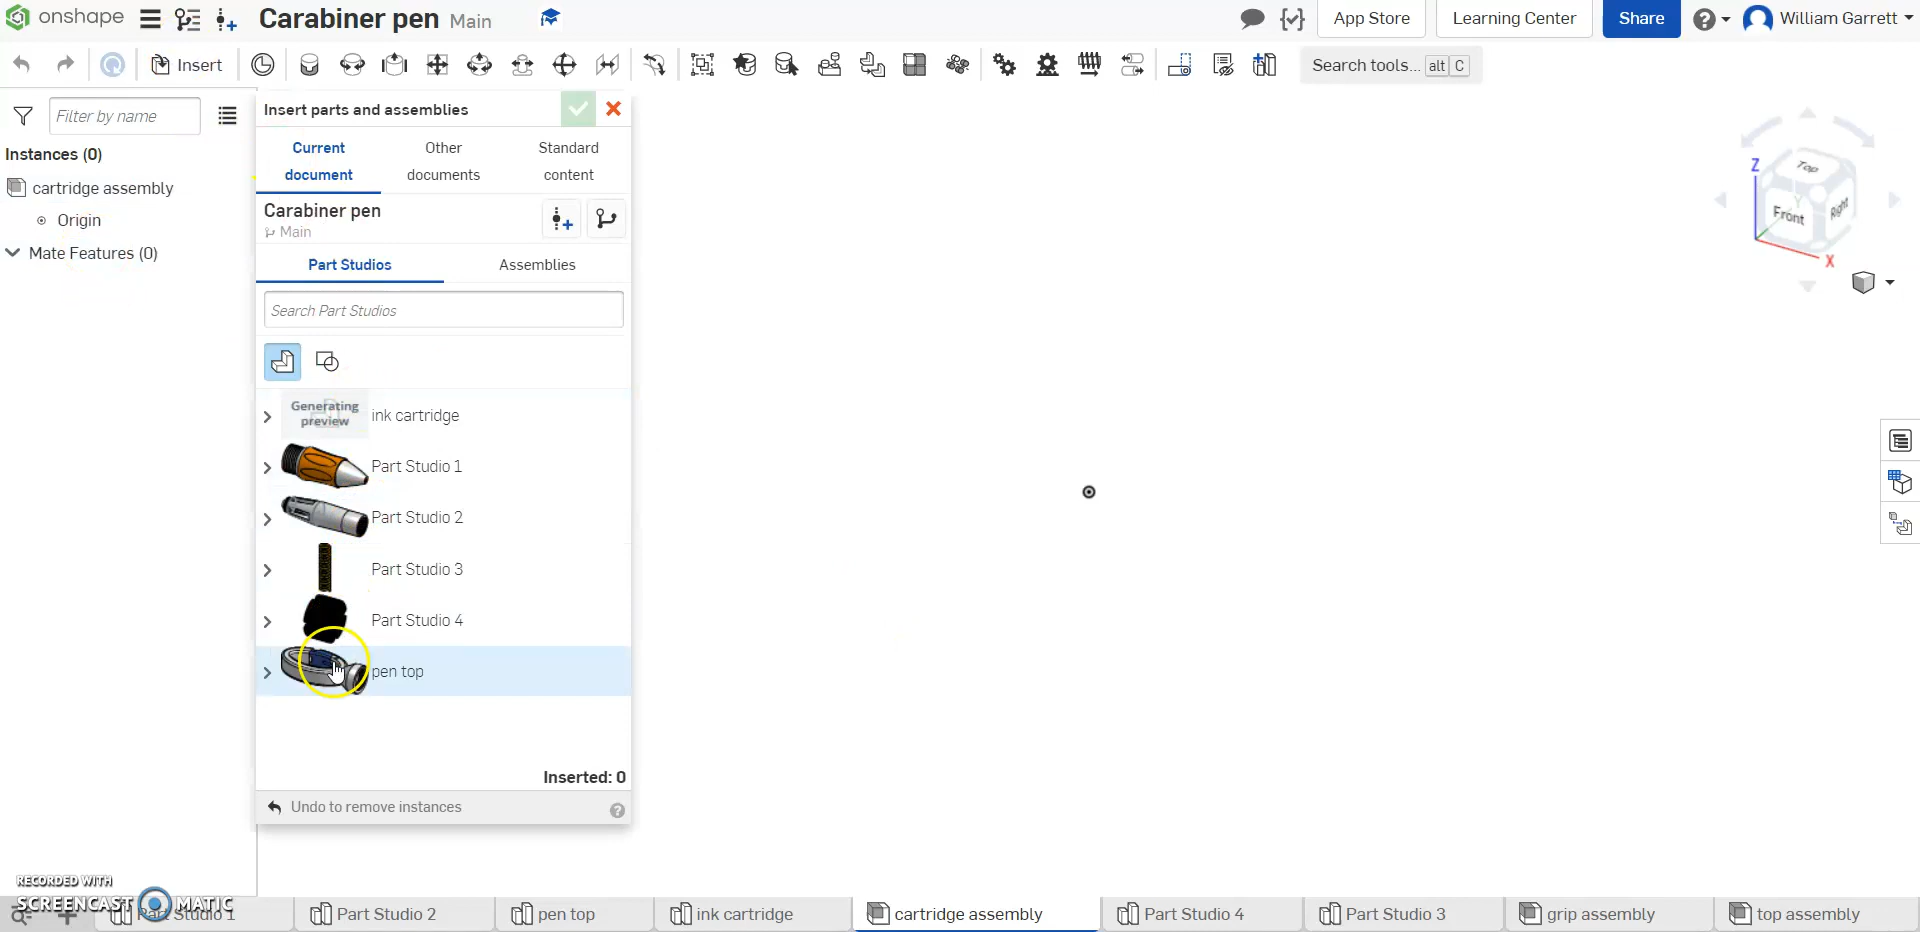 onshape
Carabiner pen Main
App Store
Learning Center
Share
William Garrett
Insert
Search tools... alt C
Filter by name
Instances (0)
cartridge assembly
Origin
Mate Features (0)
Insert parts and assemblies
Current document
Other documents
Standard content
Carabiner pen
Main
Part Studios
Assemblies
Search Part Studios
Generating preview
ink cartridge
Part Studio 1
Part Studio 2
Part Studio 3
Part Studio 4
pen top
Inserted: 0
Undo to remove instances
Z
Top
Y
Front
Right
X
RECORDED WITH
SCREENCAST MATIC
Part Studio 1
Part Studio 2
pen top
ink cartridge
cartridge assembly
Part Studio 4
Part Studio 3
grip assembly
top assembly